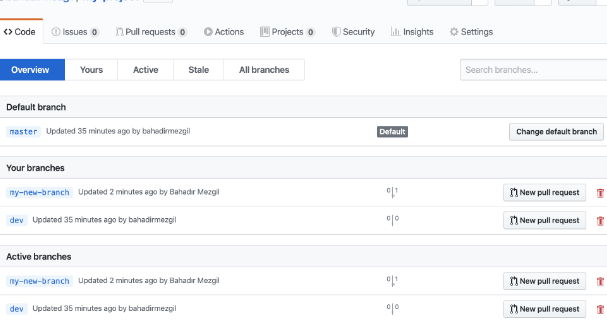 Code Issues 0 Pull requests 0 Actions Projects 0 Security Insights Settings
Overview Yours Active Stale All branches Search branches...
Default branch
master Updated 35 minutes ago by bahadirmezgil Default Change default branch
Your branches
my-new-branch Updated 2 minutes ago by Bahadır Mezgil 0 1 New pull request
dev Updated 35 minutes ago by bahadirmezgil 0 0 New pull request
Active branches
my-new-branch Updated 2 minutes ago by Bahadır Mezgil 0 1 New pull request
dev Updated 35 minutes ago by bahadirmezgil 0 0 New pull request